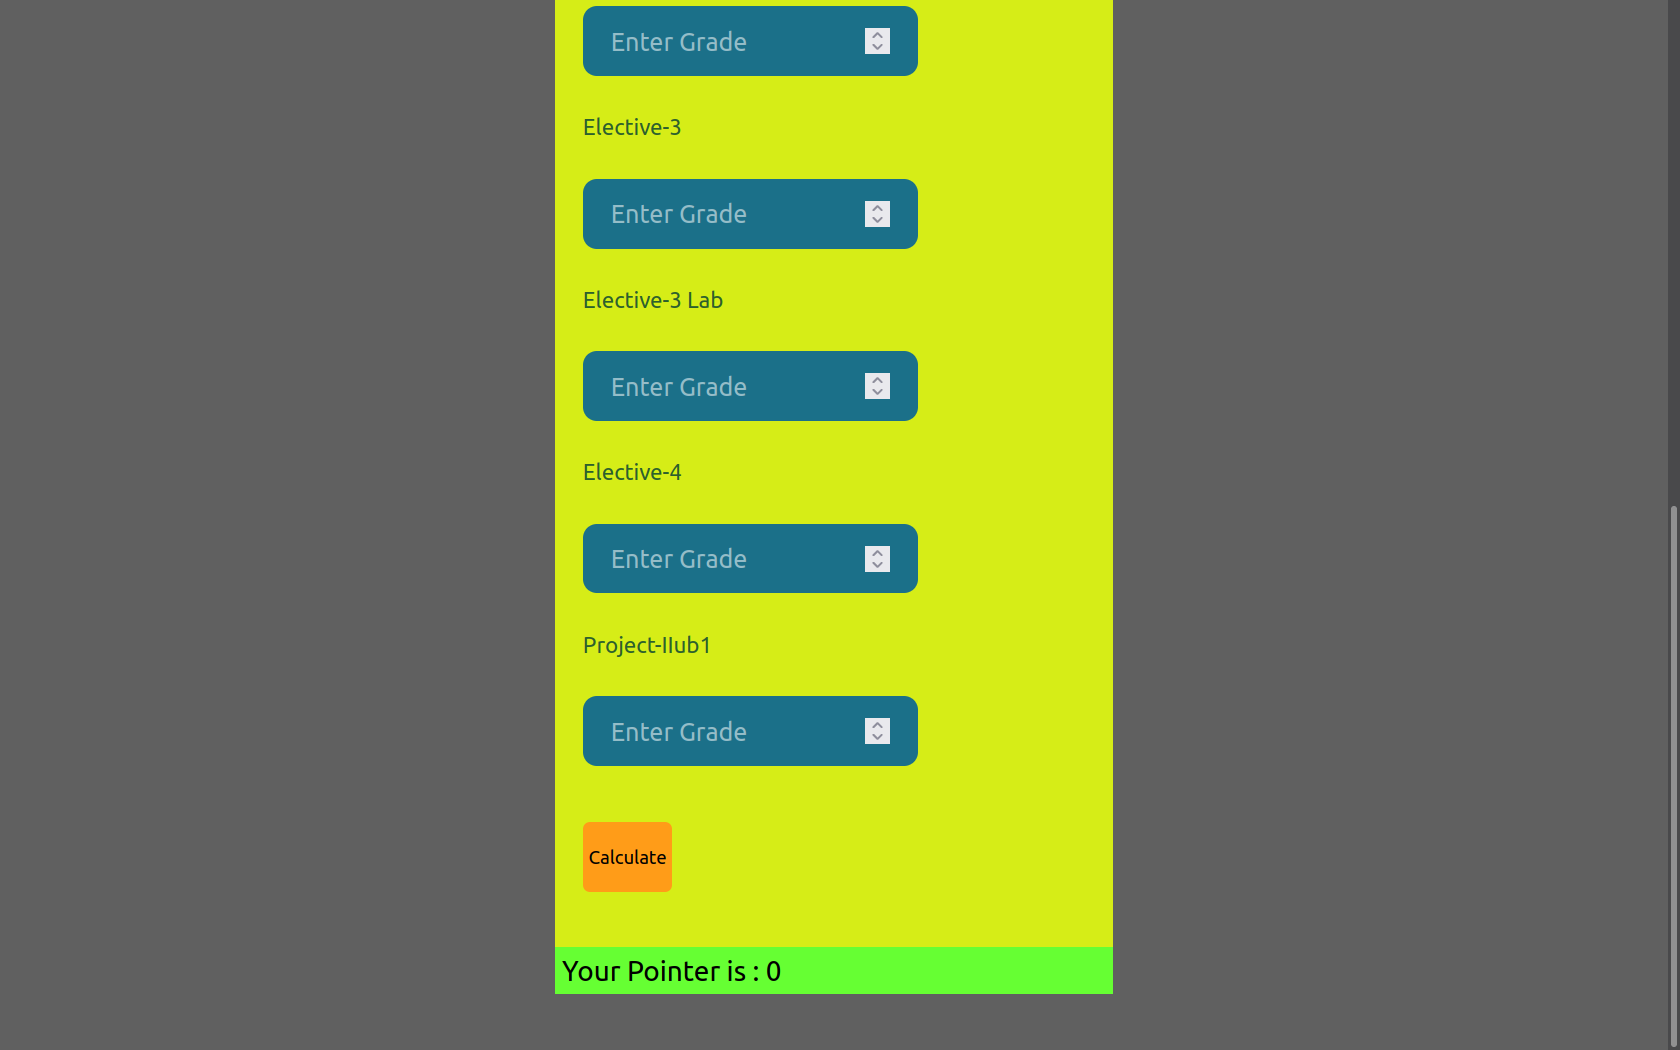 Enter Grade
Elective-3
Enter Grade
Elective-3 Lab
Enter Grade
Elective-4
Enter Grade
Project-IIub1
Enter Grade
Calculate
Your Pointer is : 0